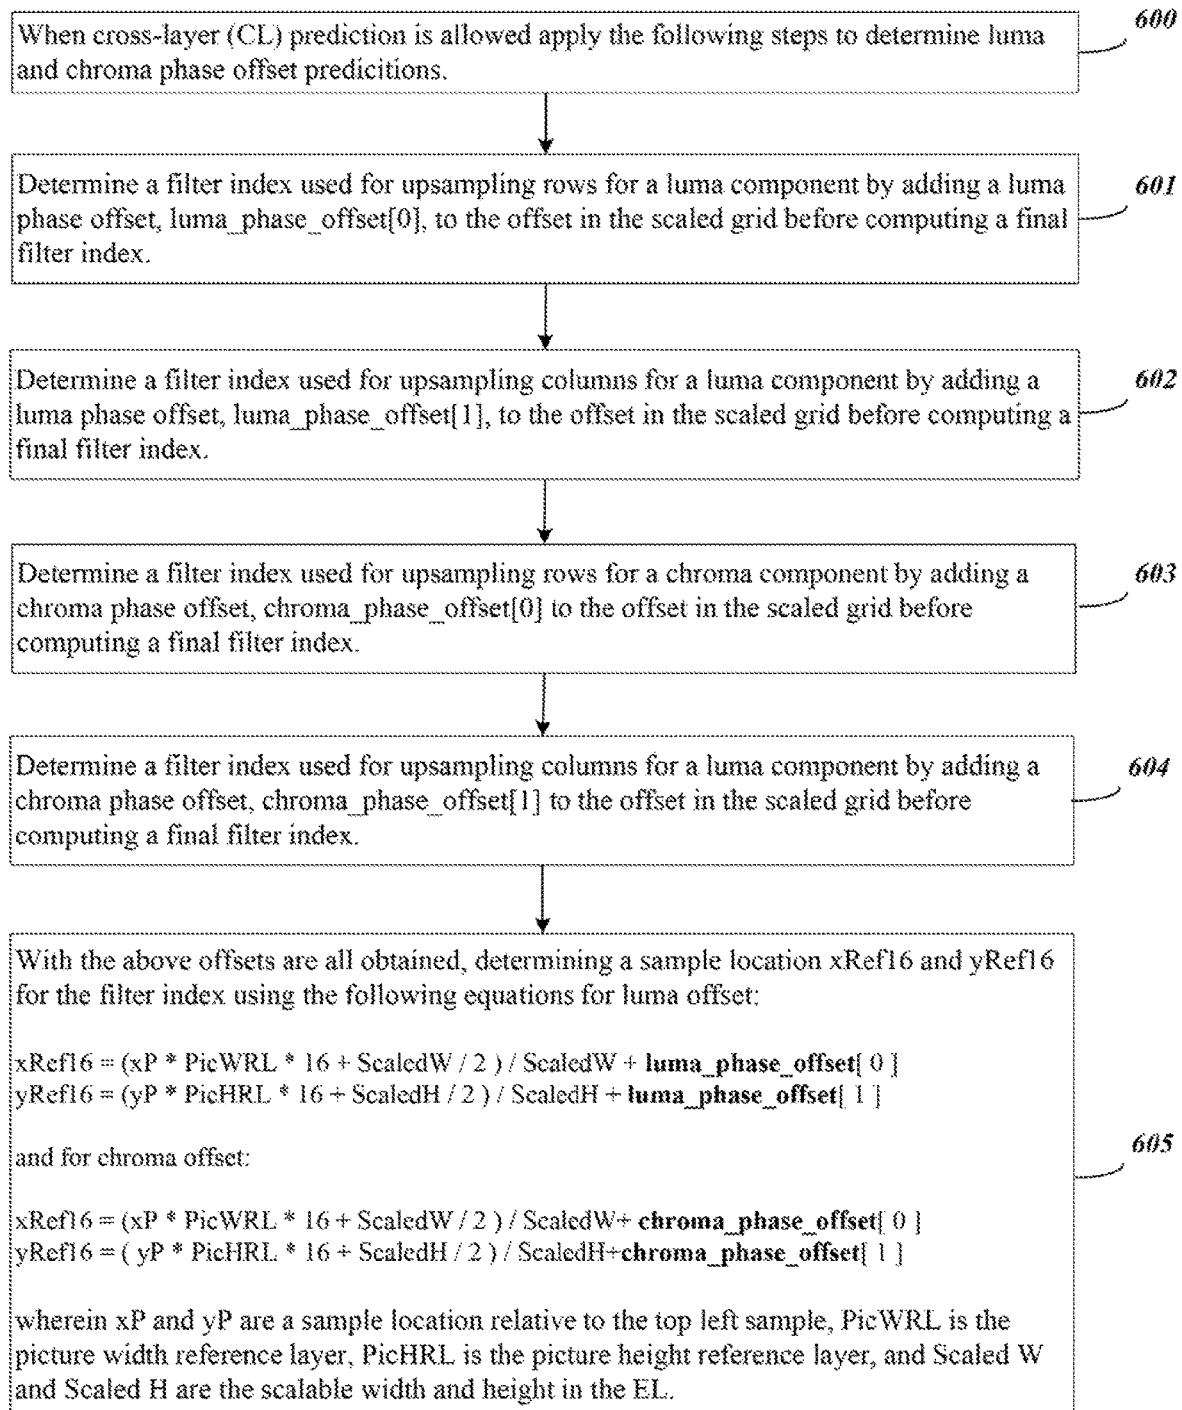 600
When cross-layer (CL) prediction is allowed apply the following steps to determine luma
and chroma phase offset predicitions.
601
Determine a filter index used for upsampling rows for a luma component by adding a luma
phase offset, luma_phase_offset[0], to the offset in the scaled grid before computing a final
filter index.
602
Determine a filter index used for upsampling columns for a luma component by adding a
luma phase offset, luma_phase_offset[1], to the offset in the scaled grid before computing a
final filter index.
603
Determine a filter index used for upsampling rows for a chroma component by adding a
chroma phase offset, chroma_phase_offset[0] to the offset in the scaled grid before
computing a final filter index.
604
Determine a filter index used for upsampling columns for a luma component by adding a
chroma phase offset, chroma_phase_offset[1] to the offset in the scaled grid before
computing a final filter index.
605
With the above offsets are all obtained, determining a sample location xRef16 and yRef16
for the filter index using the following equations for luma offset:
xRef16 = (xP * PicWRL * 16 + ScaledW / 2 ) / ScaledW + luma_phase_offset[ 0 ]
yRef16 = (yP * PicHRL * 16 + ScaledH / 2 ) / ScaledH + luma_phase_offset[ 1 ]
and for chroma offset:
xRef16 = (xP * PicWRL * 16 + ScaledW / 2 ) / ScaledW+ chroma_phase_offset[ 0 ]
yRef16 = ( yP * PicHRL * 16 + ScaledH / 2 ) / ScaledH+chroma_phase_offset[ 1 ]
wherein xP and yP are a sample location relative to the top left sample, PicWRL is the
picture width reference layer, PicHRL is the picture height reference layer, and Scaled W
and Scaled H are the scalable width and height in the EL.